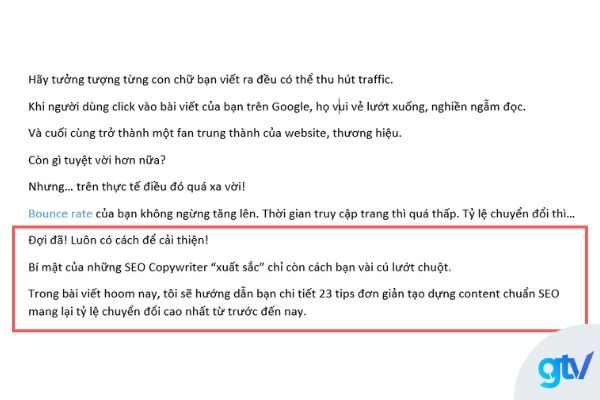 Hãy tưởng tượng từng con chữ bạn viết ra đều có thể thu hút traffic.
Khi người dùng click vào bài viết của bạn trên Google, họ vui vẻ lướt xuống, nghiền ngẫm đọc.
Và cuối cùng trở thành một fan trung thành của website, thương hiệu.
Còn gì tuyệt vời hơn nữa?
Nhưng... trên thực tế điều đó quá xa vời!
Bounce rate của bạn không ngừng tăng lên. Thời gian truy cập trang thì quá thấp. Tỷ lệ chuyển đổi thì...
Đợi đã! Luôn có cách để cải thiện!
Bí mật của những SEO Copywriter “xuất sắc” chỉ còn cách bạn vài cú lướt chuột.
Trong bài viết hoom nay, tôi sẽ hướng dẫn bạn chi tiết 23 tips đơn giản tạo dựng content chuẩn SEO
mang lại tỷ lệ chuyển đổi cao nhất từ trước đến nay.
gtv